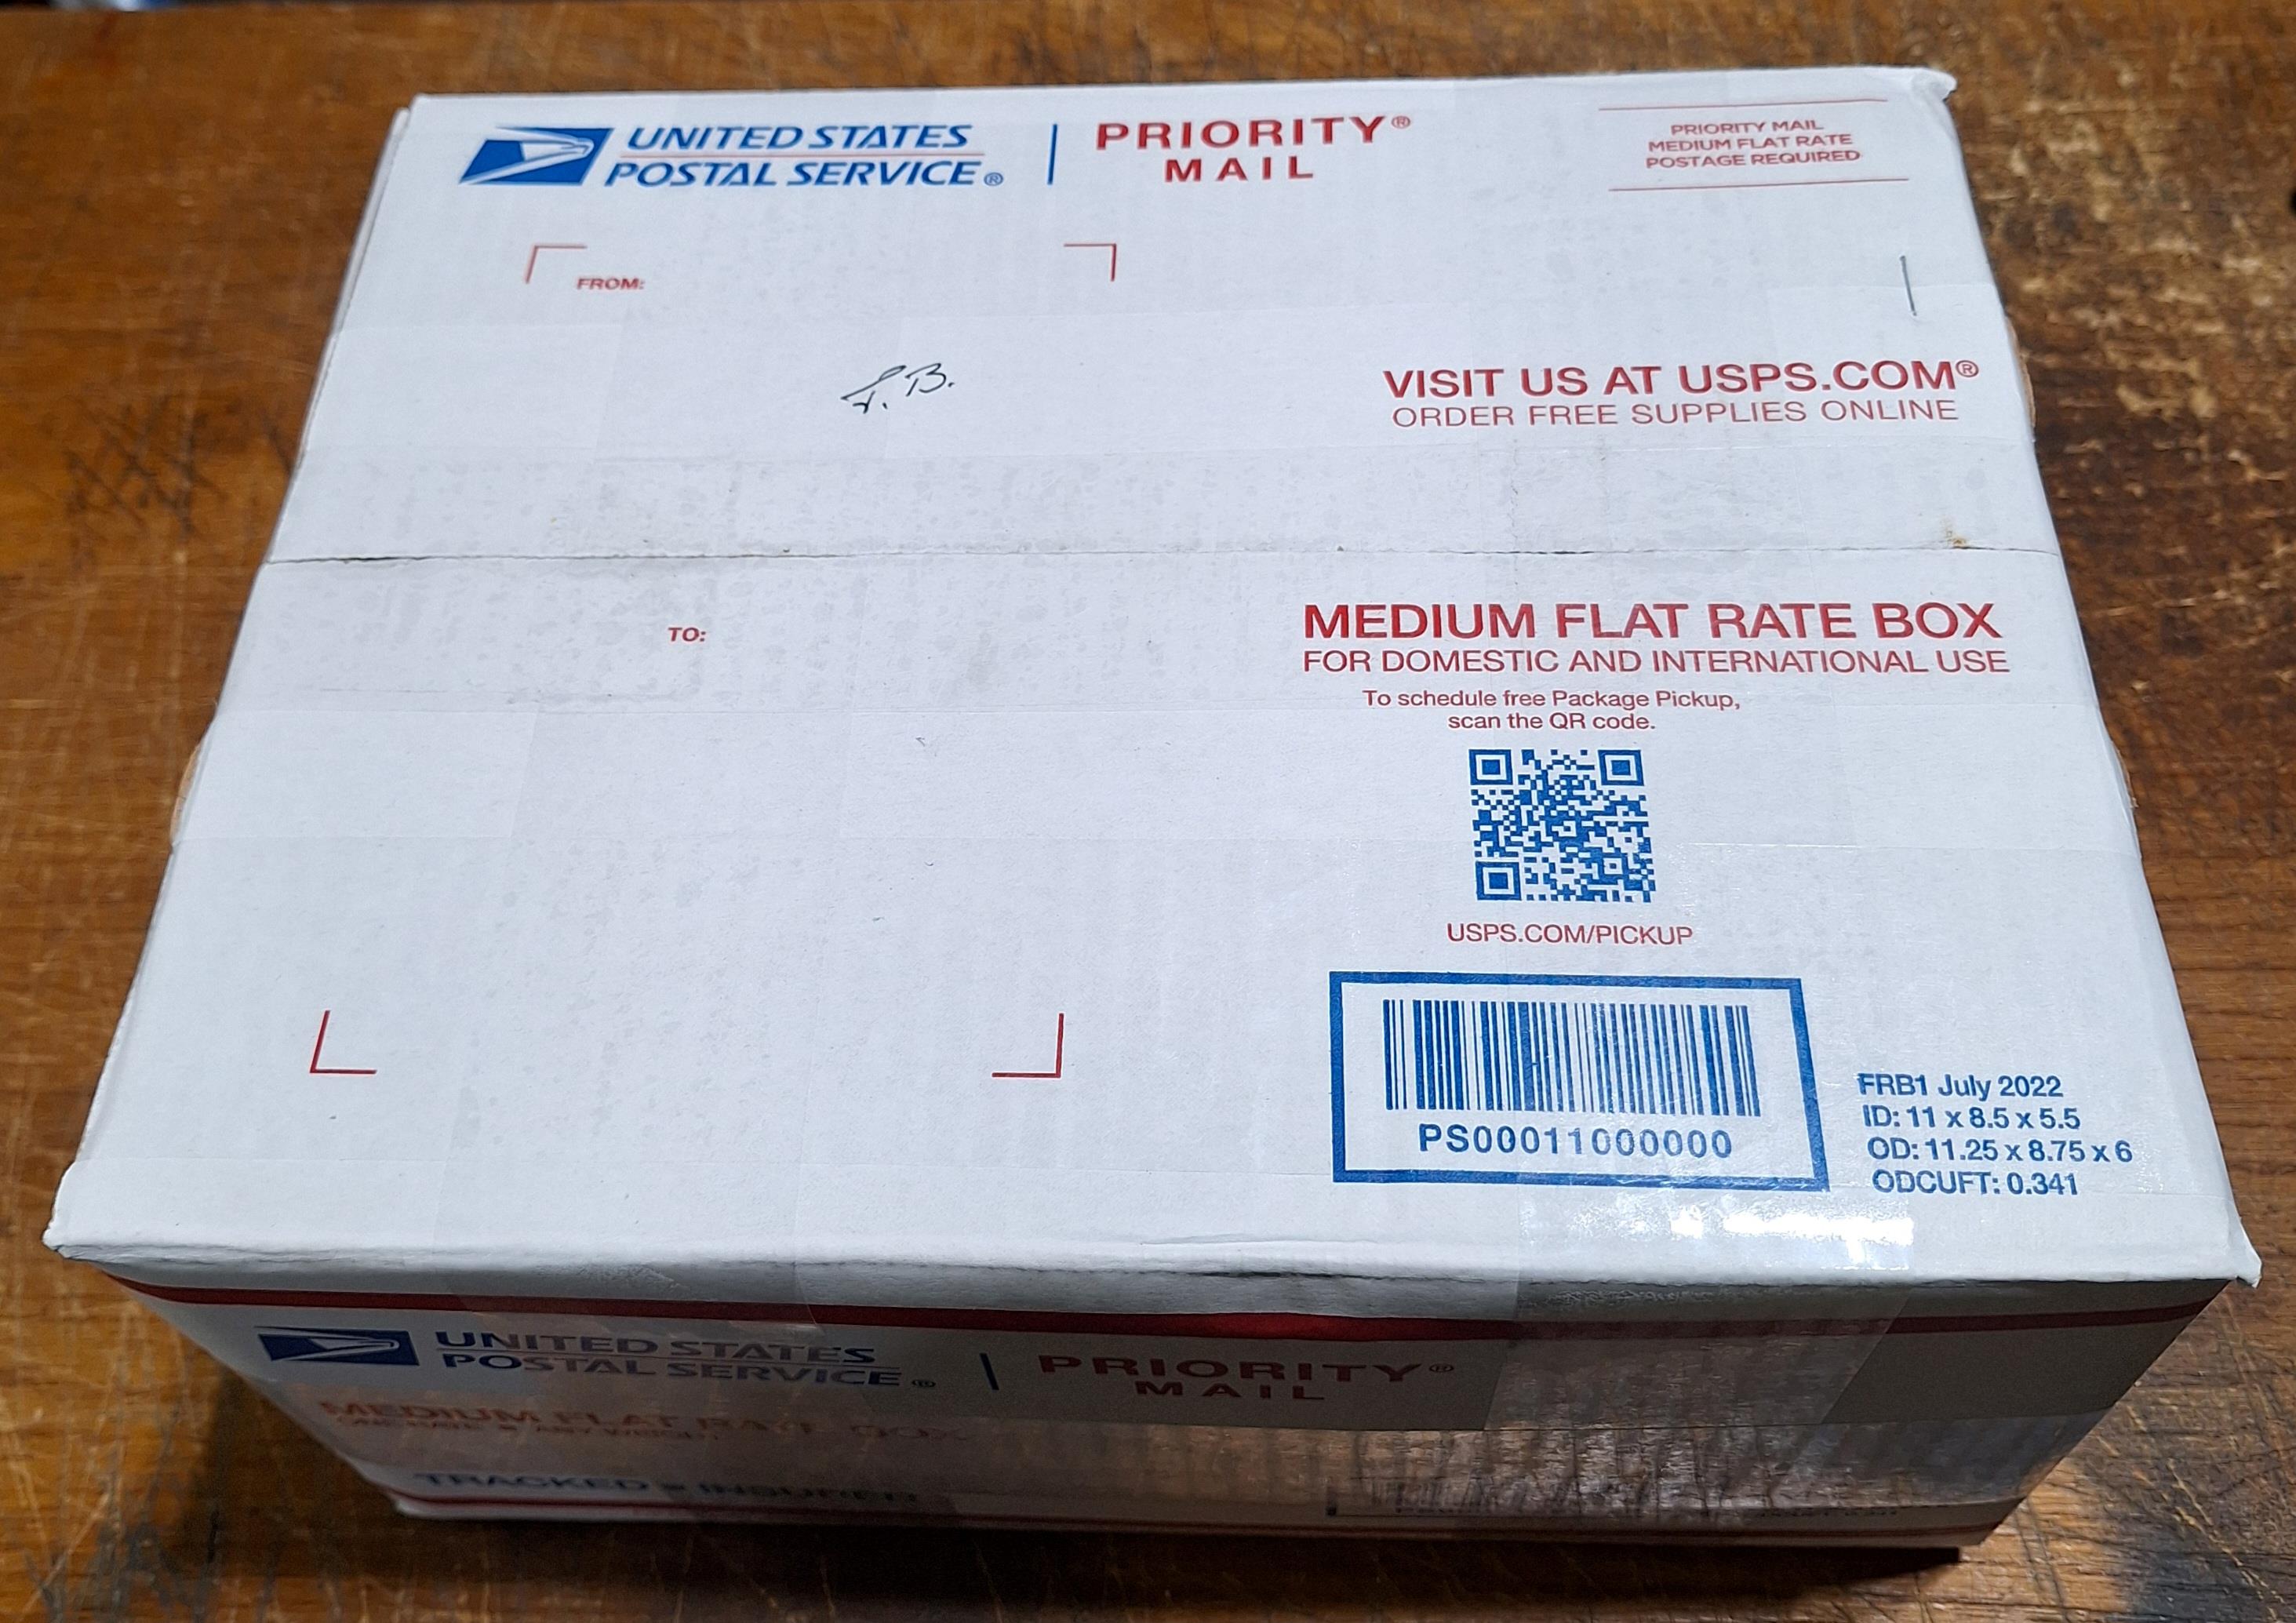 UNITED STATES
POSTAL SERVICE®
PRIORITY®
MAIL
PRIORITY MAIL
MEDIUM FLAT RATE
POSTAGE REQUIRED
FROM:
VISIT US AT USPS.COM®
ORDER FREE SUPPLIES ONLINE
TO:
MEDIUM FLAT RATE BOX
FOR DOMESTIC AND INTERNATIONAL USE
To schedule free Package Pickup,
scan the QR code.
USPS.COM/PICKUP
PS00011000000
FRB1 July 2022
ID: 11 x 8.5 x 5.5
OD: 11.25 x 8.75 x 6
ODCUFT: 0.341
UNITED STATES
POSTAL SERVICE®
PRIORITY®
MAIL
MEDIUM FLAT RATE BOX
TRACKED ■ INSURED